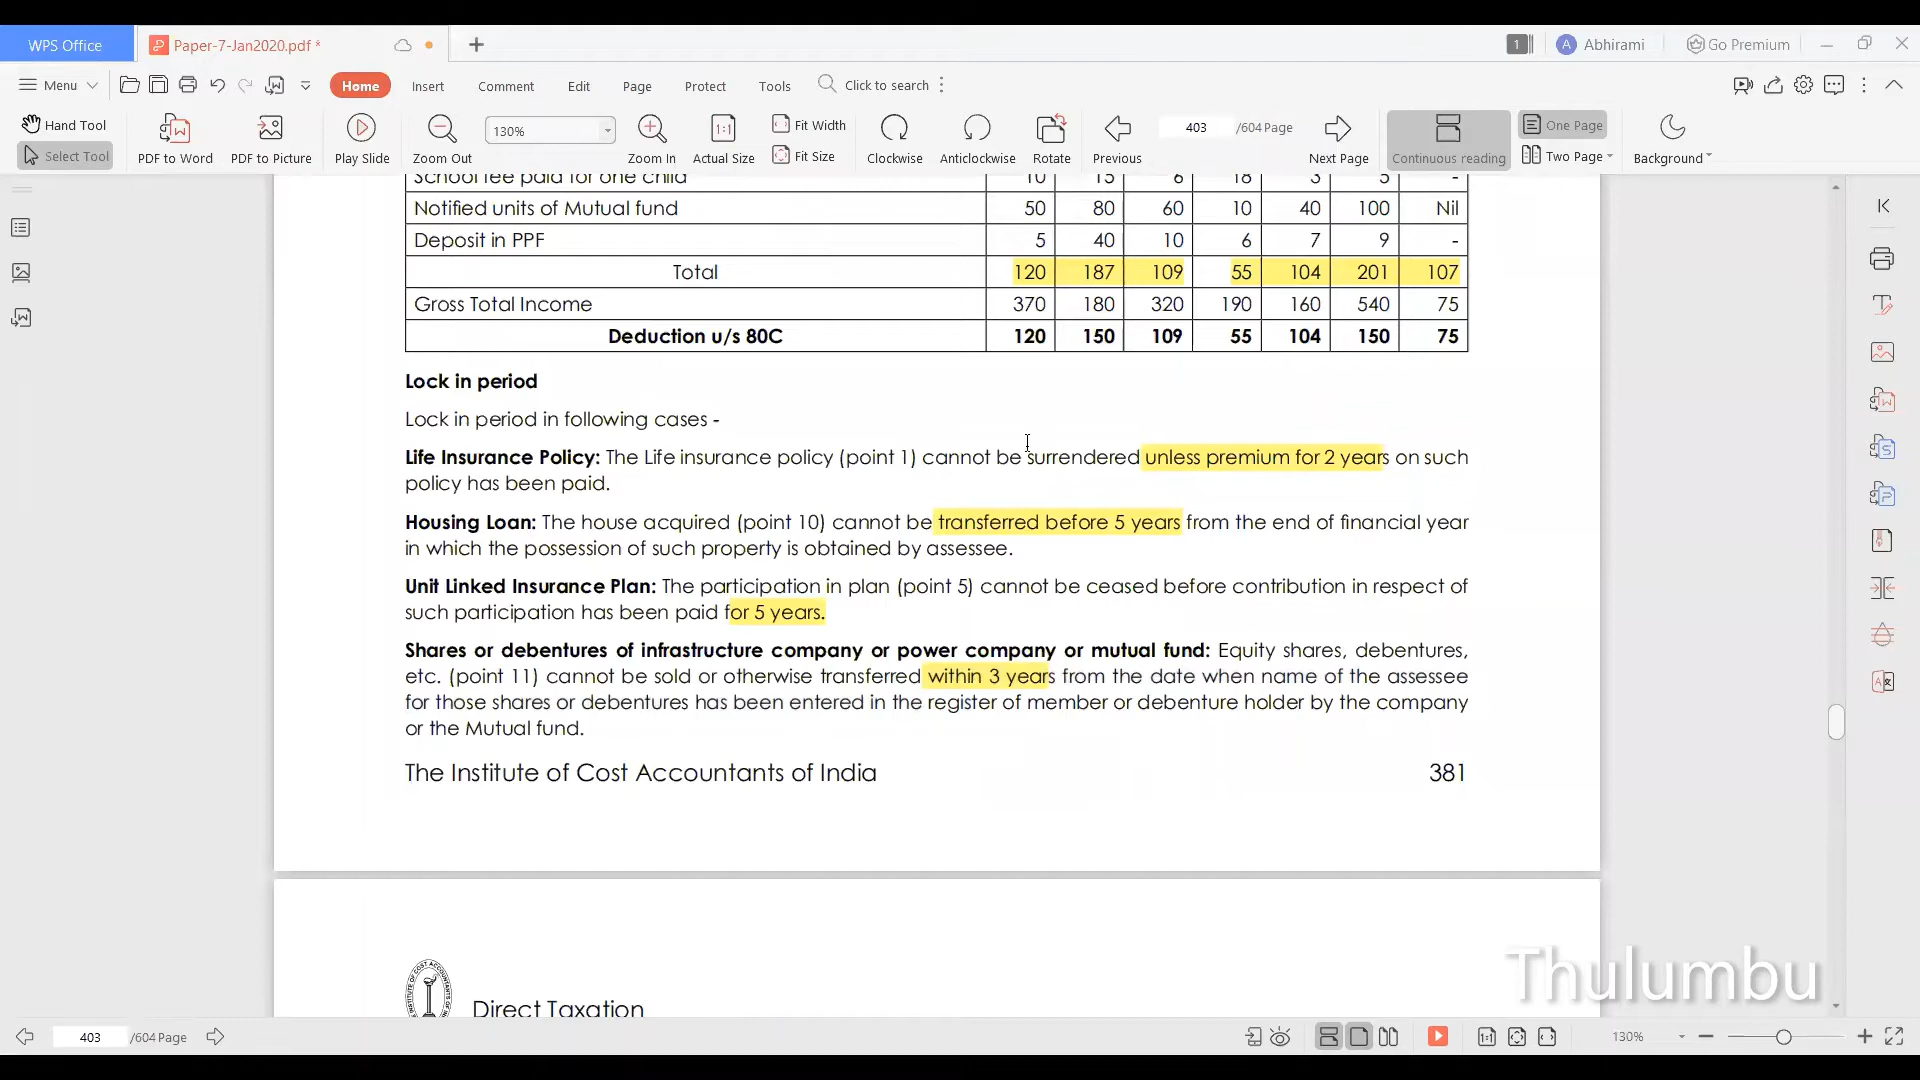 WPS Office
Paper-7-Jan2020.pdf *
1
A Abhirami
Go Premium
Menu
Home
Insert
Comment
Edit
Page
Protect
Tools
Click to search
Hand Tool
Select Tool
PDF to Word
PDF to Picture
Play Slide
Zoom Out
130%
Zoom In
Actual Size
Fit Width
Fit Size
Clockwise
Anticlockwise
Rotate
Previous
403 /604 Page
Next Page
Continuous reading
One Page
Two Page
Background
School fee paid for one child 10 15 6 18 3 5 -
Notified units of Mutual fund 50 80 60 10 40 100 Nil
Deposit in PPF 5 40 10 6 7 9 -
Total 120 187 109 55 104 201 107
Gross Total Income 370 180 320 190 160 540 75
Deduction u/s 80C 120 150 109 55 104 150 75
Lock in period
Lock in period in following cases -
Life Insurance Policy: The Life insurance policy (point 1) cannot be surrendered unless premium for 2 years on such
policy has been paid.
Housing Loan: The house acquired (point 10) cannot be transferred before 5 years from the end of financial year
in which the possession of such property is obtained by assessee.
Unit Linked Insurance Plan: The participation in plan (point 5) cannot be ceased before contribution in respect of
such participation has been paid for 5 years.
Shares or debentures of infrastructure company or power company or mutual fund: Equity shares, debentures,
etc. (point 11) cannot be sold or otherwise transferred within 3 years from the date when name of the assessee
for those shares or debentures has been entered in the register of member or debenture holder by the company
or the Mutual fund.
The Institute of Cost Accountants of India 381
Direct Taxation
Thulumbu
403 /604 Page
130%